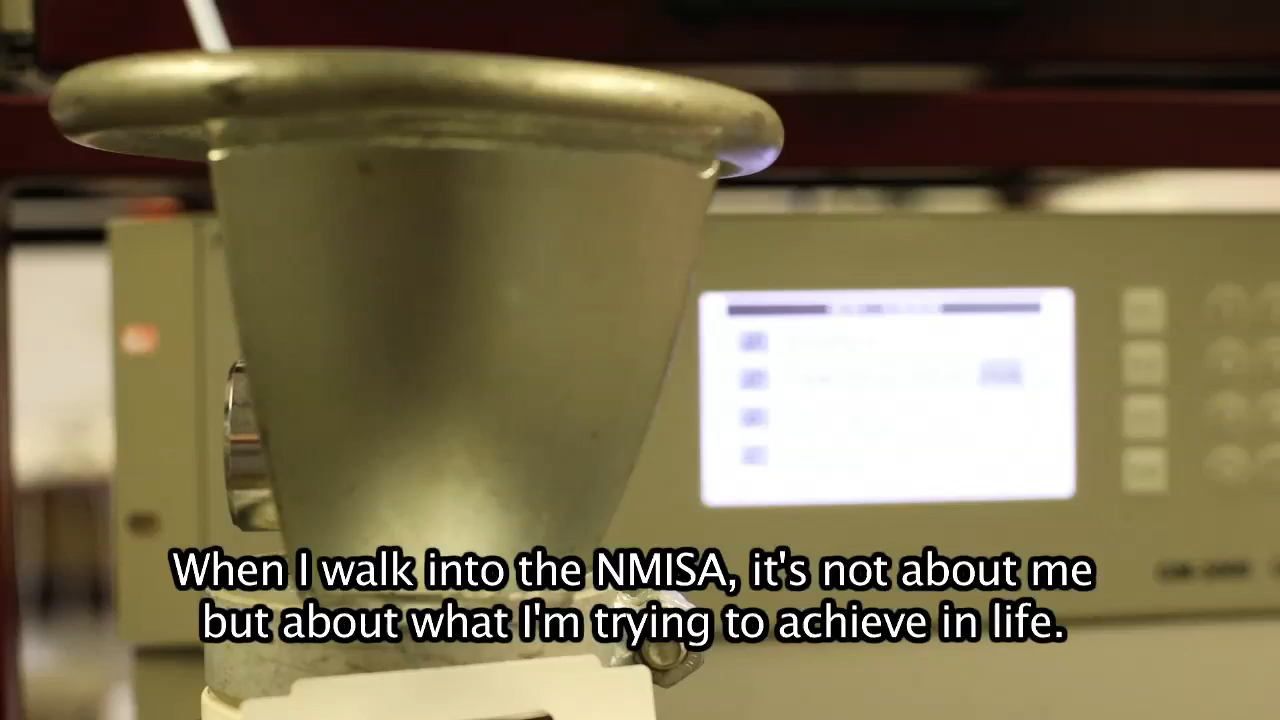 When I walk into the NMISA, it's not about me
but about what I'm trying to achieve in life.